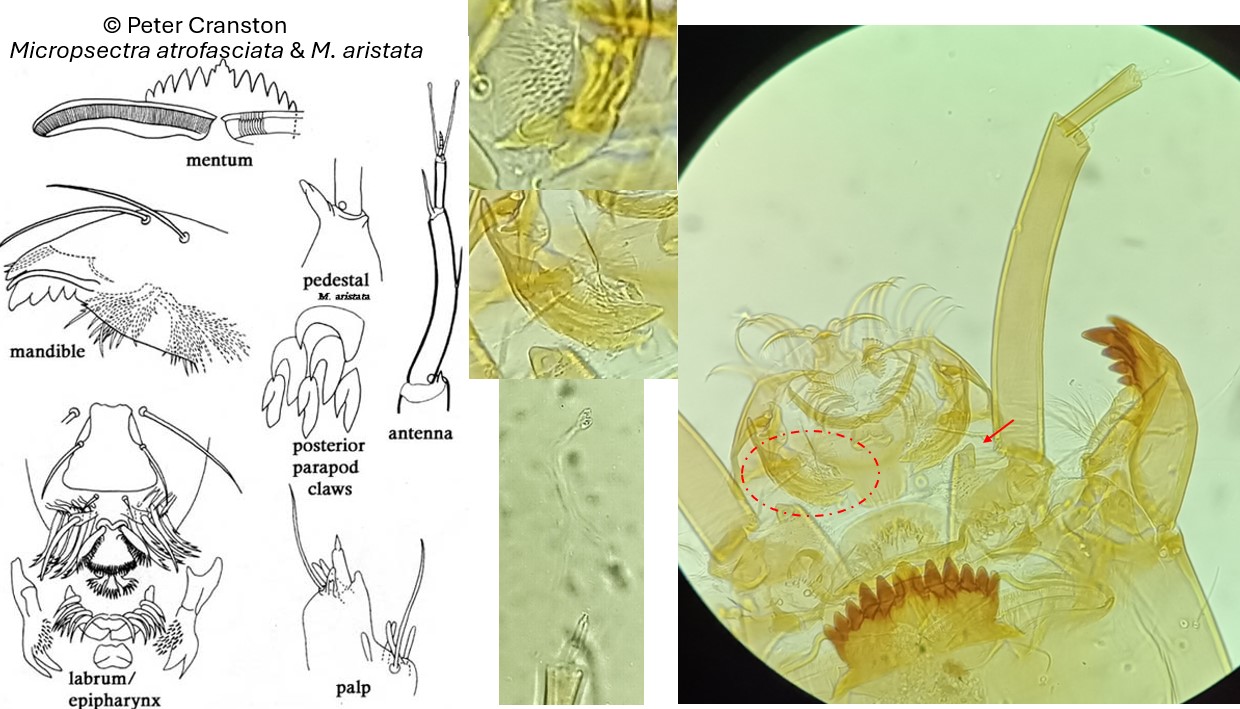 © Peter Cranston
Micropsectra atrofasciata & M. aristata
mentum
pedestal
M. aristata
mandible
antenna
posterior
parapod
claws
labrum/
epipharynx
palp